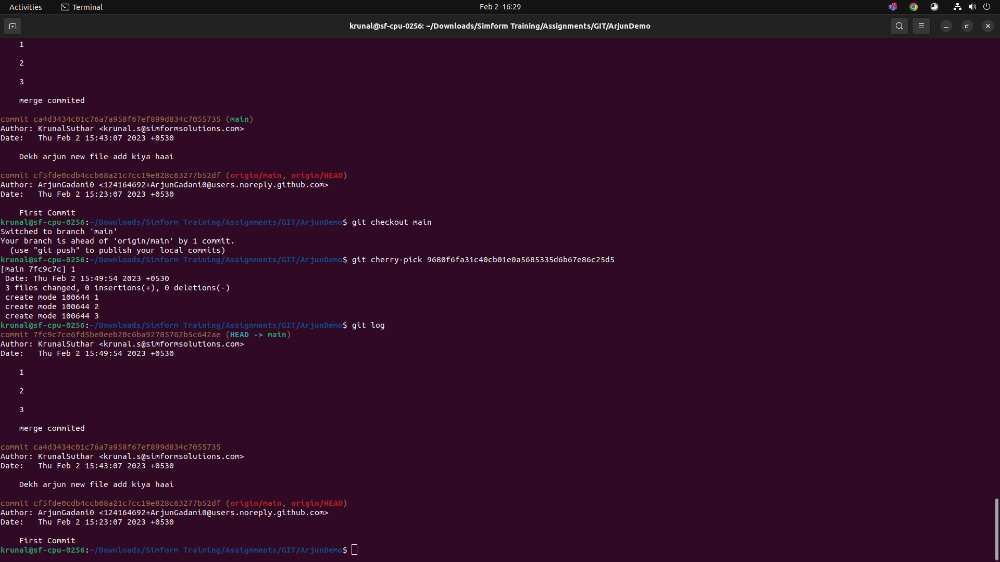 Activities
Terminal
Feb 2 16:29
1
krunal@sf-cpu-0256: ~/Downloads/Simform Training/Assignments/GIT/ArjunDemo
1
2
3
merge commited
commit ca4d3434c01c76a7a958f67ef899d834c7055735 (main)
Author: KrunalSuthar <krunal.s@simformsolutions.com>
Date:   Thu Feb 2 15:43:07 2023 +0530
Dekh arjun new file add kiya haai
commit cf5fde0cdb4ccb68a21c7cc19e828c63277b52df (origin/main, origin/HEAD)
Author: ArjunGadani0 <124164692+ArjunGadani0@users.noreply.github.com>
Date:   Thu Feb 2 15:23:07 2023 +0530
First Commit
krunal@sf-cpu-0256:~/Downloads/Simform Training/Assignments/GIT/ArjunDemo$ git checkout main
Switched to branch 'main'
Your branch is ahead of 'origin/main' by 1 commit.
(use "git push" to publish your local commits)
krunal@sf-cpu-0256:~/Downloads/Simform Training/Assignments/GIT/ArjunDemo$ git cherry-pick 9680f6fa31c40cb01e0a5685335d6b67e86c25d5
[main 7fc9c7c] 1
Date: Thu Feb 2 15:49:54 2023 +0530
3 files changed, 0 insertions(+), 0 deletions(-)
create mode 100644 1
create mode 100644 2
create mode 100644 3
krunal@sf-cpu-0256:~/Downloads/Simform Training/Assignments/GIT/ArjunDemo$ git log
commit 7fc9c7ce6fd5be0eeb20c6ba92785762b5c642ae (HEAD -> main)
Author: KrunalSuthar <krunal.s@simformsolutions.com>
Date:   Thu Feb 2 15:49:54 2023 +0530
1
2
3
merge commited
commit ca4d3434c01c76a7a958f67ef899d834c7055735
Author: KrunalSuthar <krunal.s@simformsolutions.com>
Date:   Thu Feb 2 15:43:07 2023 +0530
Dekh arjun new file add kiya haai
commit cf5fde0cdb4ccb68a21c7cc19e828c63277b52df (origin/main, origin/HEAD)
Author: ArjunGadani0 <124164692+ArjunGadani0@users.noreply.github.com>
Date:   Thu Feb 2 15:23:07 2023 +0530
First Commit
krunal@sf-cpu-0256:~/Downloads/Simform Training/Assignments/GIT/ArjunDemo$